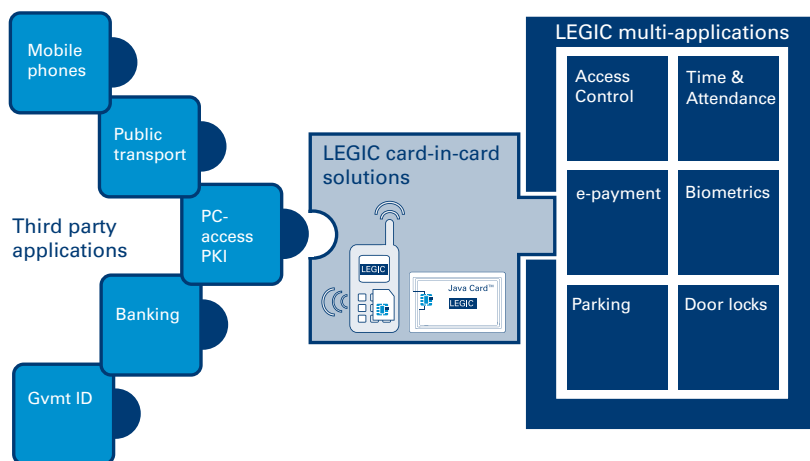 Mobile
phones
Public
transport
Third party
applications
PC-
access
PKI
Banking
Gvmt ID
LEGIC card-in-card
solutions
LEGIC
Java Card™
LEGIC
LEGIC multi-applications
Access
Control
Time &
Attendance
e-payment
Biometrics
Parking
Door locks